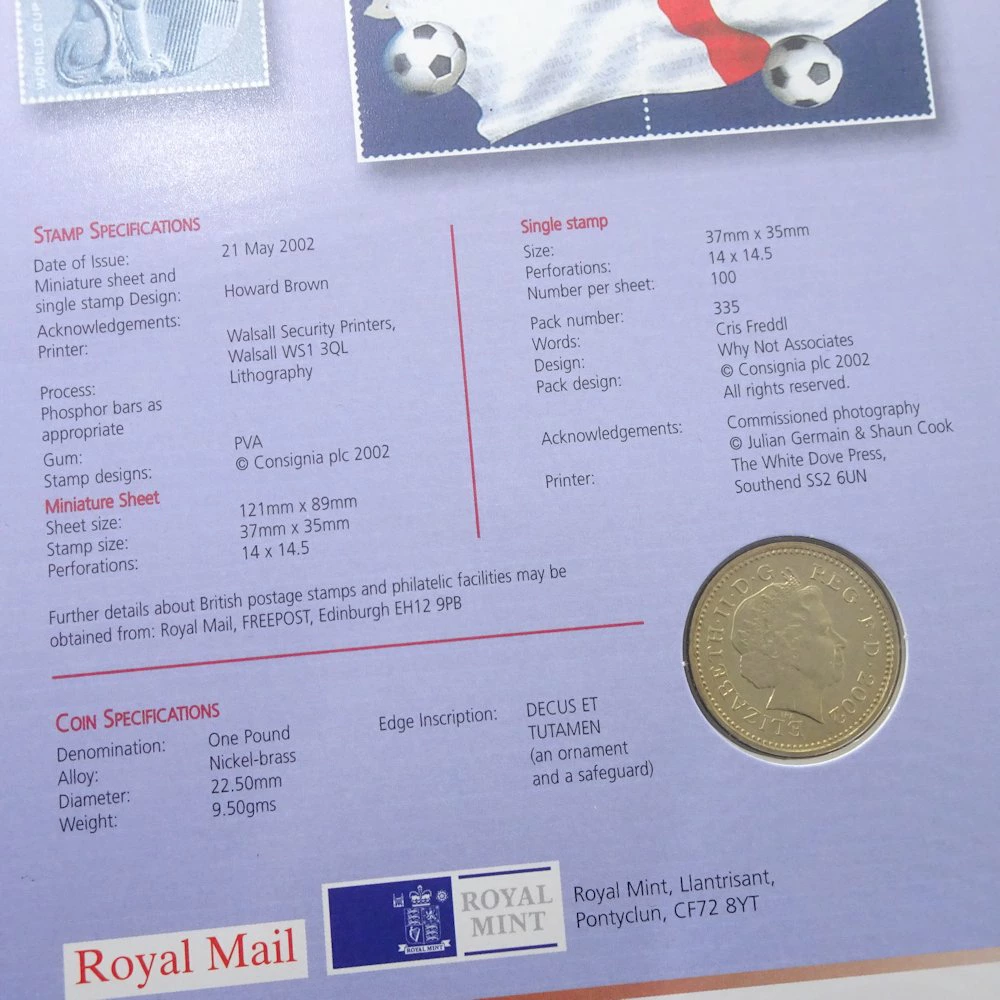 WORLD CUP
STAMP SPECIFICATIONS
Date of Issue: 21 May 2002
Miniature sheet and
single stamp Design: Howard Brown
Acknowledgements:
Printer: Walsall Security Printers,
Walsall WS1 3QL
Lithography
Process:
Phosphor bars as
appropriate
Gum: PVA
Stamp designs: © Consignia plc 2002
Miniature Sheet
Sheet size: 121mm x 89mm
Stamp size: 37mm x 35mm
Perforations: 14 x 14.5
Single stamp
Size: 37mm x 35mm
Perforations: 14 x 14.5
Number per sheet: 100
Pack number: 335
Words: Cris Freddl
Design: Why Not Associates
Pack design: © Consignia plc 2002
All rights reserved.
Acknowledgements: Commissioned photography
© Julian Germain & Shaun Cook
Printer: The White Dove Press,
Southend SS2 6UN
Further details about British postage stamps and philatelic facilities may be
obtained from: Royal Mail, FREEPOST, Edinburgh EH12 9PB
ELIZABETH·II·D·G REG·F·D·2002
COIN SPECIFICATIONS
Denomination: One Pound
Alloy: Nickel-brass
Diameter: 22.50mm
Weight: 9.50gms
Edge Inscription: DECUS ET
TUTAMEN
(an ornament
and a safeguard)
Royal Mail
ROYAL MINT
ROYAL
MINT
Royal Mint, Llantrisant,
Pontyclun, CF72 8YT